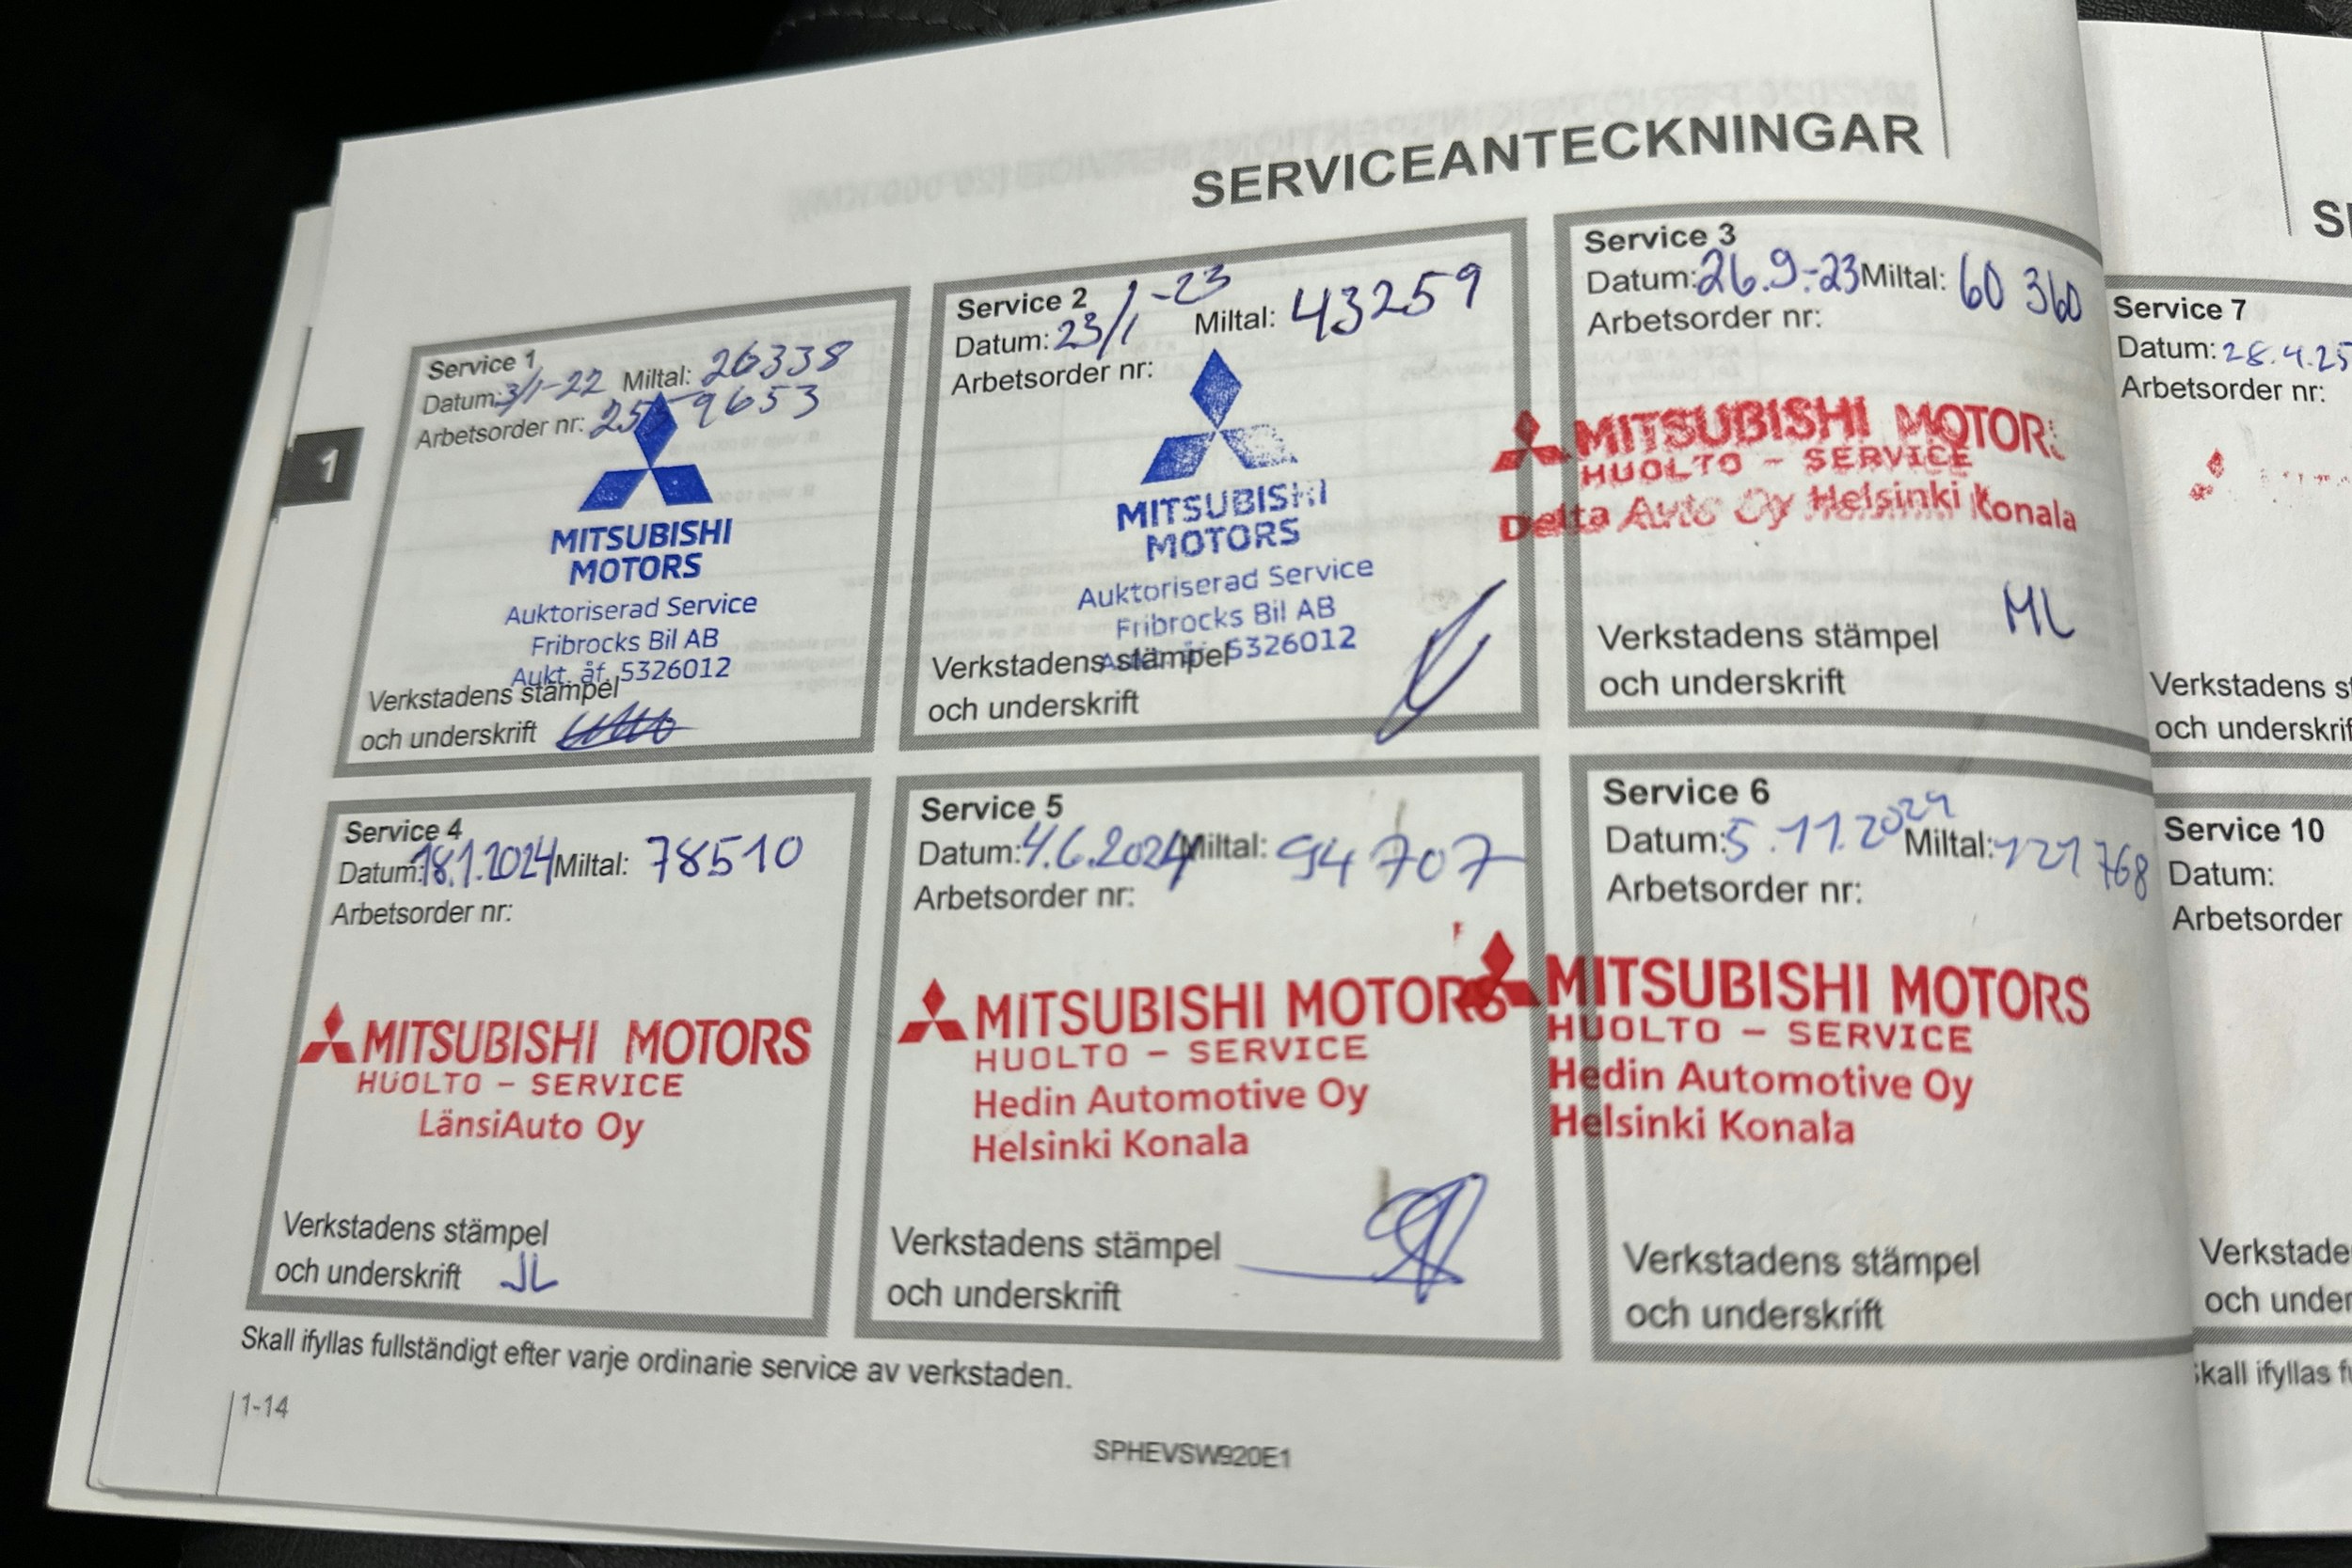 SERVICEANTECKNINGAR
1
Service 1
Datum: 3/1-22 Miltal: 26338
Arbetsorder nr: 25 9653
MITSUBISHI
MOTORS
Auktoriserad Service
Fribrocks Bil AB
Aukt. åf. 5326012
Verkstadens stämpel
och underskrift
Service 2
Datum: 23/1-23 Miltal: 43259
Arbetsorder nr:
MITSUBISHI
MOTORS
Auktoriserad Service
Fribrocks Bil AB
5326012
Verkstadens stämpel
och underskrift
Service 3
Datum: 26.9.-23 Miltal: 60 360
Arbetsorder nr:
MITSUBISHI MOTORS
HUOLTO - SERVICE
Delta Auto Oy Helsinki Konala
ML
Verkstadens stämpel
och underskrift
Service 4
Datum: 18.1.2024 Miltal: 78510
Arbetsorder nr:
MITSUBISHI MOTORS
HUOLTO - SERVICE
LänsiAuto Oy
Verkstadens stämpel
och underskrift JL
Service 5
Datum: 4.6.2024 Miltal: 94707
Arbetsorder nr:
MITSUBISHI MOTORS
HUOLTO - SERVICE
Hedin Automotive Oy
Helsinki Konala
Verkstadens stämpel
och underskrift
Service 6
Datum: 5.11.2024 Miltal: 121768
Arbetsorder nr:
MITSUBISHI MOTORS
HUOLTO - SERVICE
Hedin Automotive Oy
Helsinki Konala
Verkstadens stämpel
och underskrift
Skall ifyllas fullständigt efter varje ordinarie service av verkstaden.
1-14
SPHEVSW920E1
Service 7
Datum: 28.4.25
Arbetsorder nr:
Verkstadens
och
Service 10
Datum:
Arbetsorder
och
ifyllas